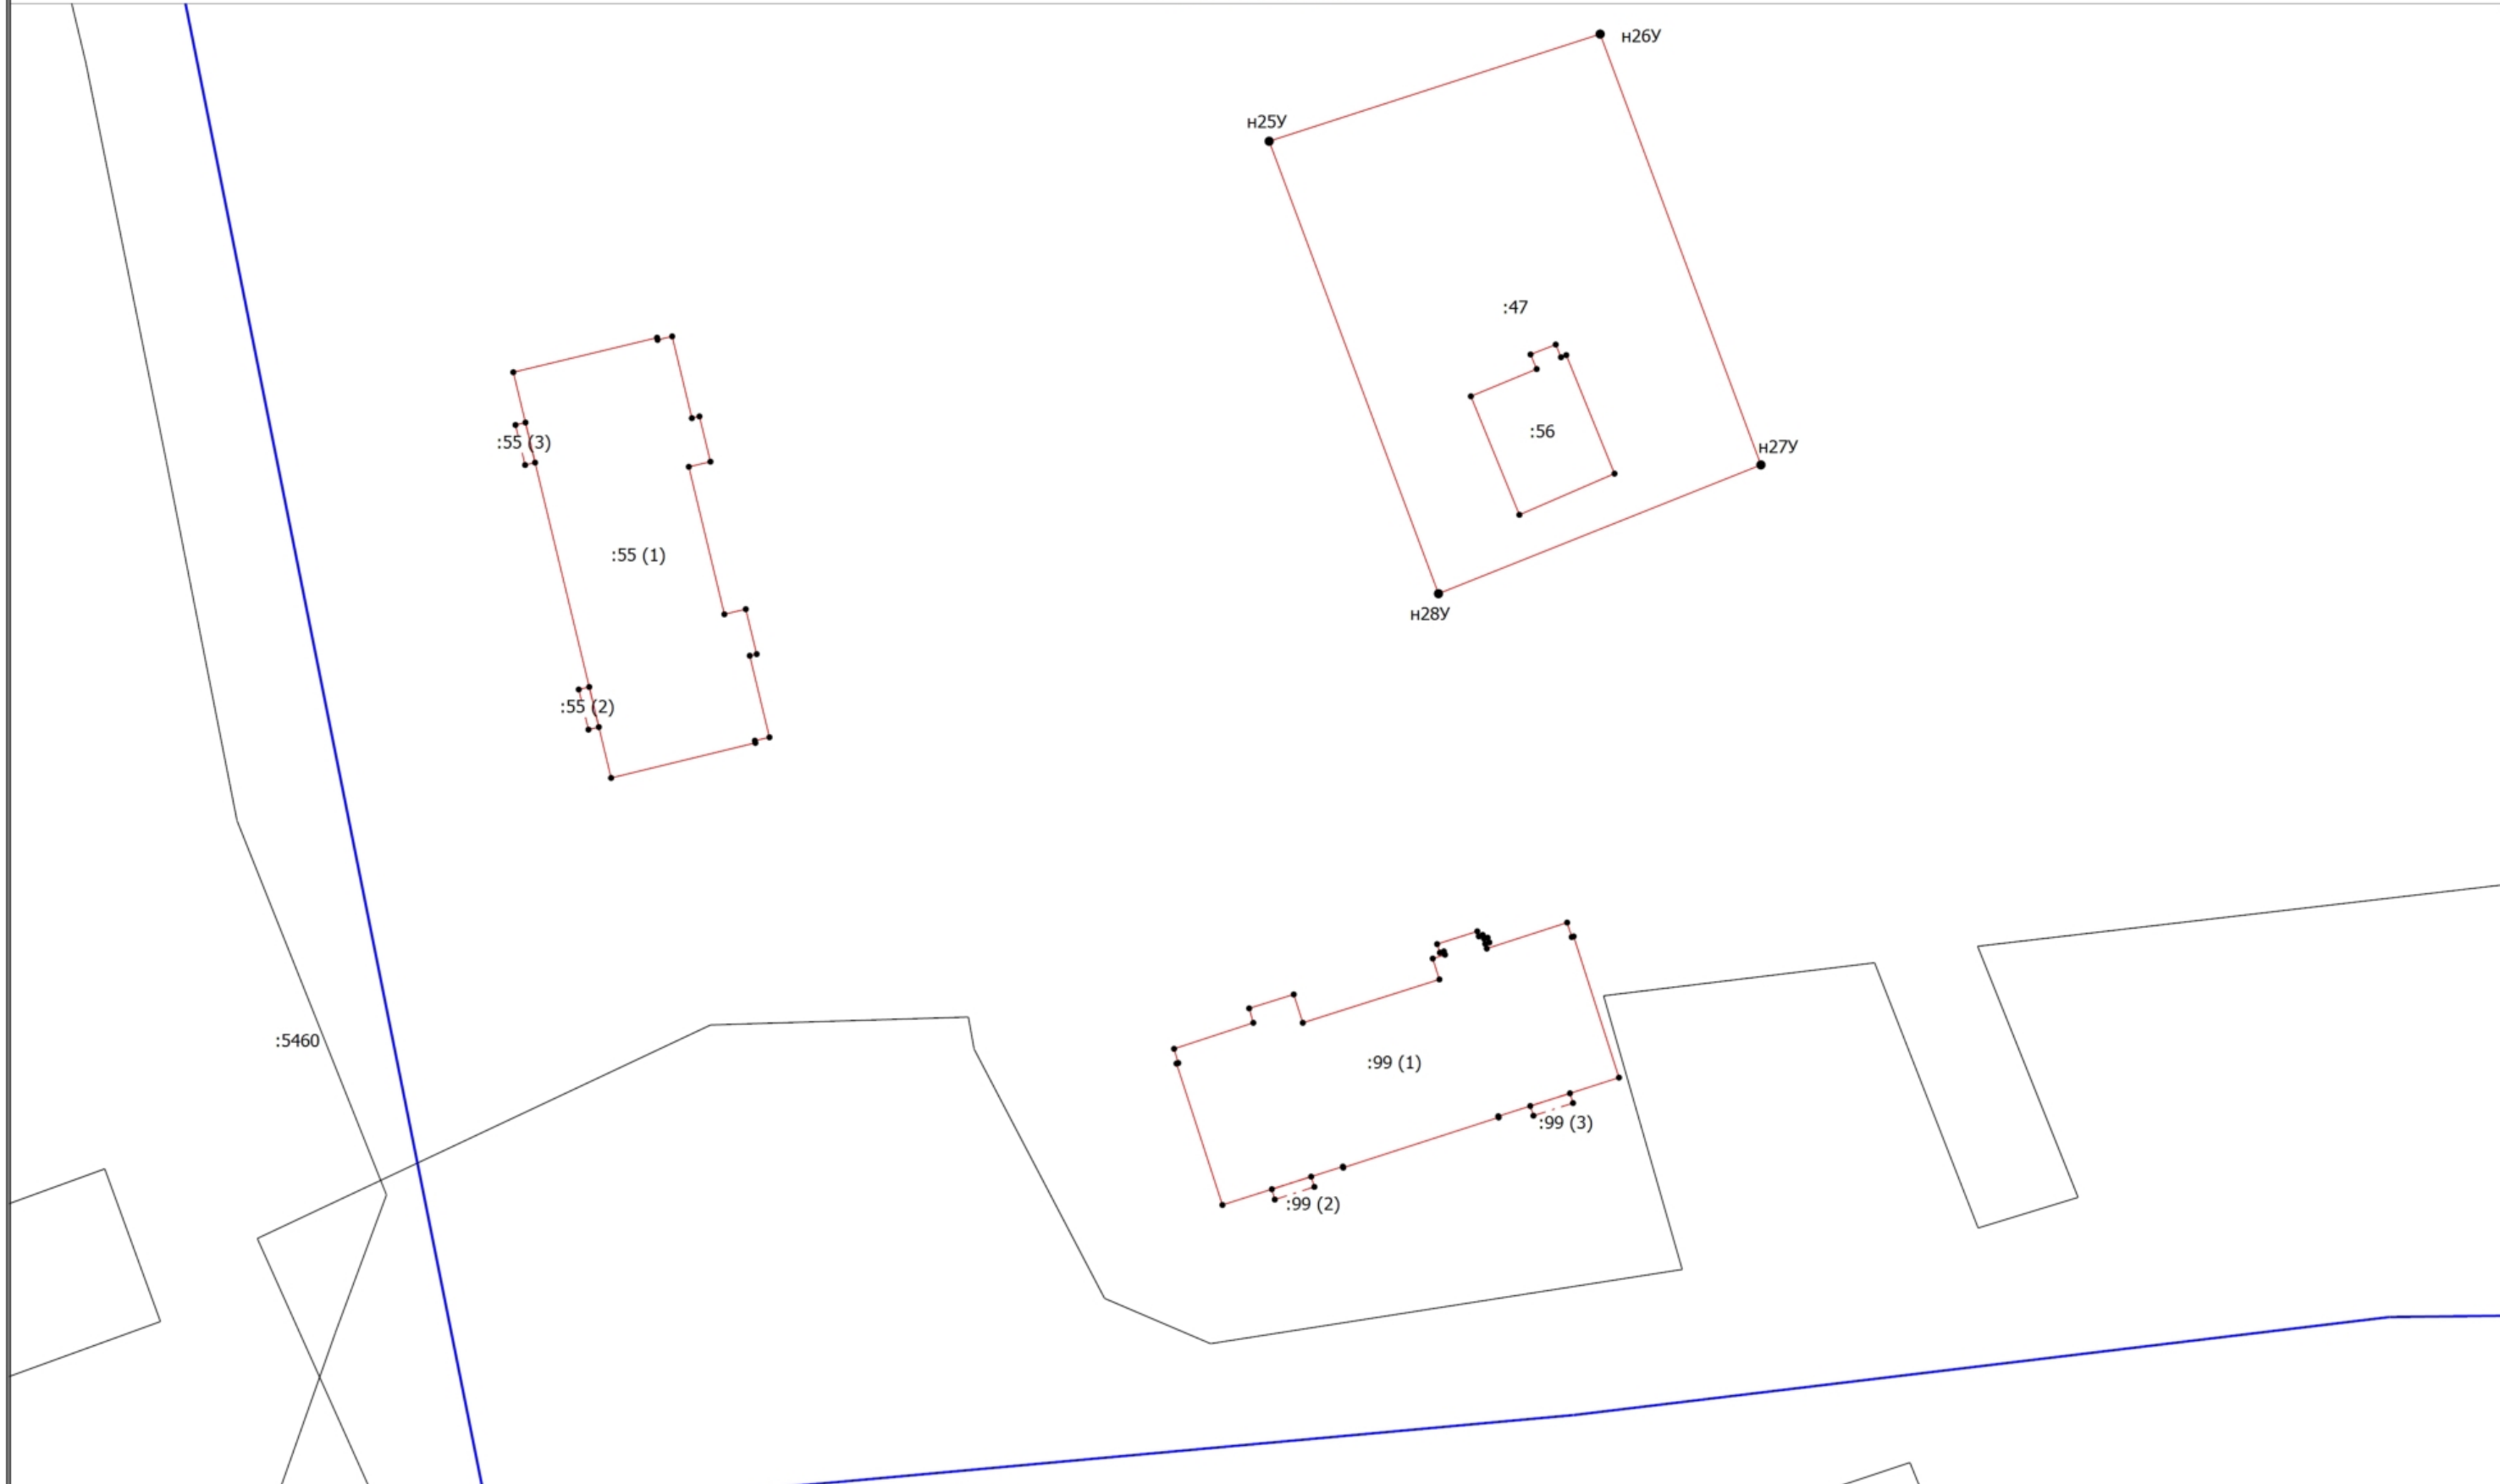 н26У
н25У
:47
:56
:55 (3)
н27У
:55 (1)
н28У
:55 (2)
:5460
:99 (1)
:99 (3)
:99 (2)